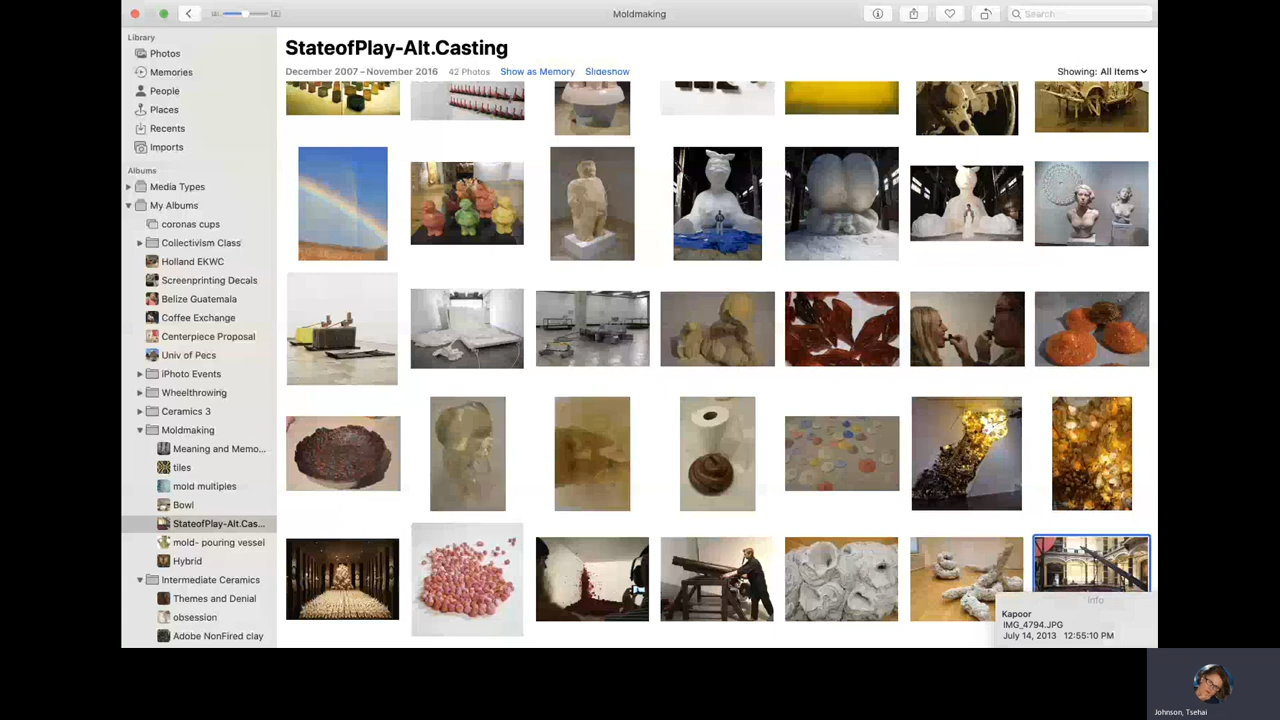 Moldmaking
Search
Library
Photos
Memories
People
Places
Recents
Imports
Albums
Media Types
My Albums
coronas cups
Collectivism Class
Holland EKWC
Screenprinting Decals
Belize Guatemala
Coffee Exchange
Centerpiece Proposal
Univ of Pecs
iPhoto Events
Wheelthrowing
Ceramics 3
Moldmaking
Meaning and Memo...
tiles
mold multiples
Bowl
StateofPlay-Alt.Cas...
mold- pouring vessel
Hybrid
Intermediate Ceramics
Themes and Denial
obsession
Adobe NonFired clay
StateofPlay-Alt.Casting
December 2007 – November 2016 42 Photos Show as Memory Slideshow
Showing: All Items
Info
Kapoor
IMG_4794.JPG
July 14, 2013 12:55:10 PM
Johnson, Tsehai